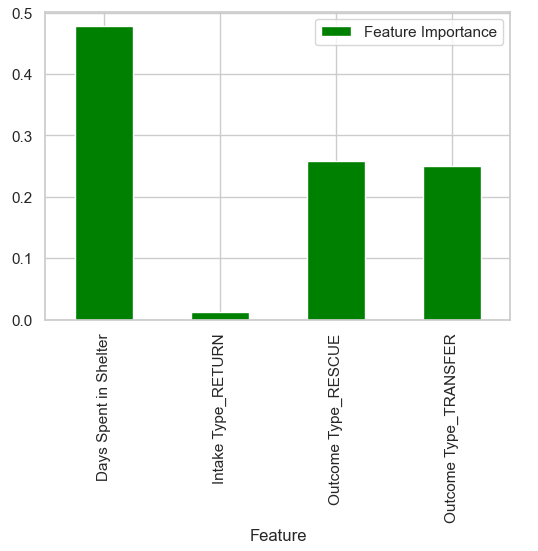 0.5
Feature Importance
0.4
0.3
0.2
0.1
0.0
Days Spent in Shelter
Intake Type_RETURN
Outcome Type_RESCUE
Outcome Type_TRANSFER
Feature